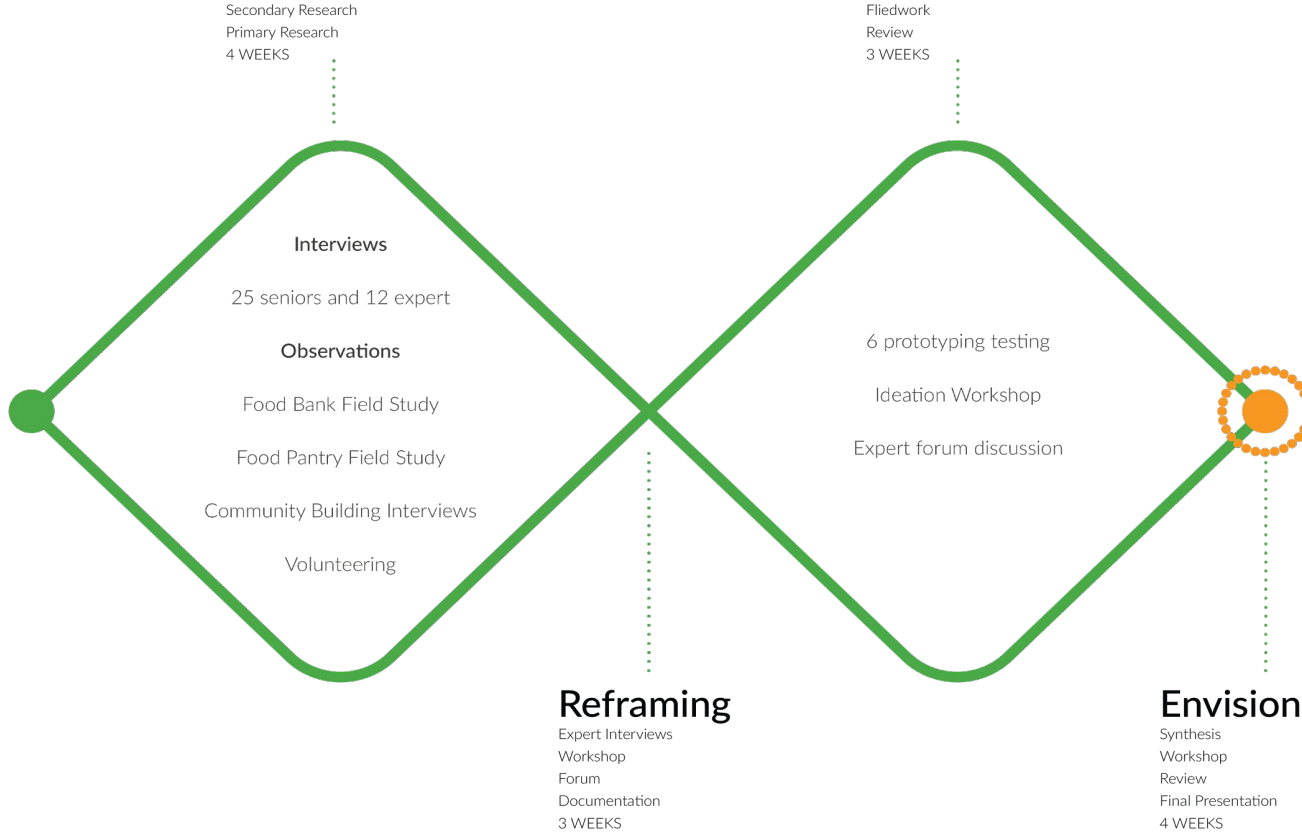 Secondary Research
Primary Research
4 WEEKS
Fliedwork
Review
3 WEEKS
Interviews
25 seniors and 12 expert
Observations
Food Bank Field Study
Food Pantry Field Study
Community Building Interviews
Volunteering
6 prototyping testing
Ideation Workshop
Expert forum discussion
Reframing
Expert Interviews
Workshop
Forum
Documentation
3 WEEKS
Envision
Synthesis
Workshop
Review
Final Presentation
4 WEEKS